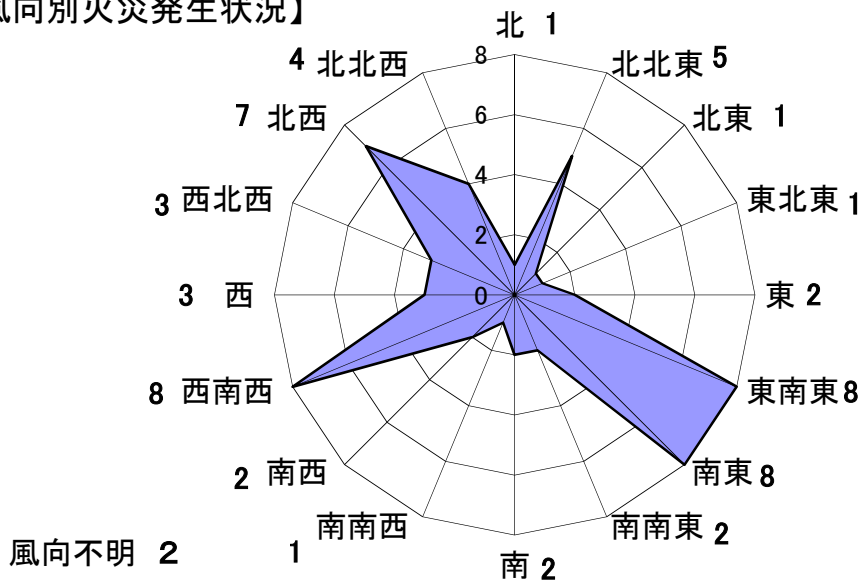 風向別火災発生状況】
北 1
北北東 5
北東 1
東北東 1
東 2
東南東 8
南東 8
南南東 2
南 2
南南西 1
南西 2
西南西 8
西 3
西北西 3
北西 7
北北西 4
8
6
4
2
0
風向不明 2